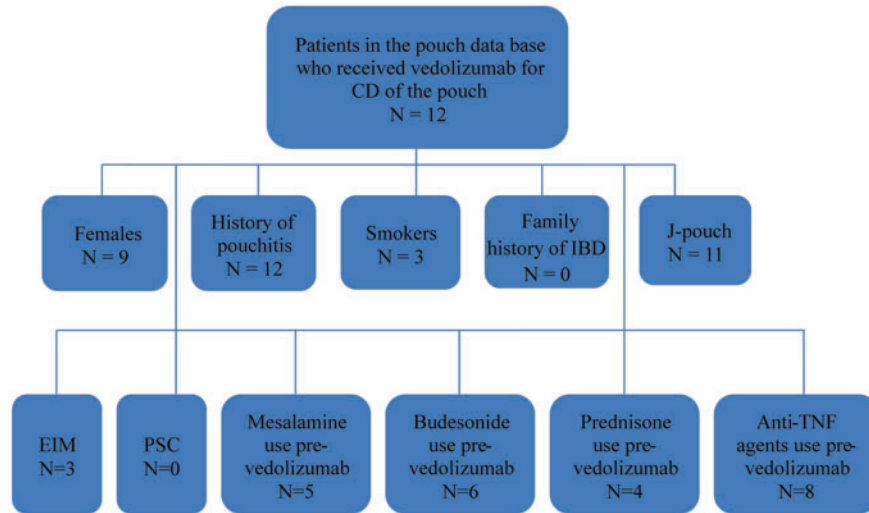 Patients in the pouch data base
who received vedolizumab for
CD of the pouch
N = 12
Females
N = 9
History of
pouchitis
N = 12
Smokers
N = 3
Family
history of IBD
N = 0
J-pouch
N = 11
EIM
N=3
PSC
N=0
Mesalamine
use pre-
vedolizumab
N=5
Budesonide
use pre-
vedolizumab
N=6
Prednisone
use pre-
vedolizumab
N=4
Anti-TNF
agents use pre-
vedolizumab
N=8